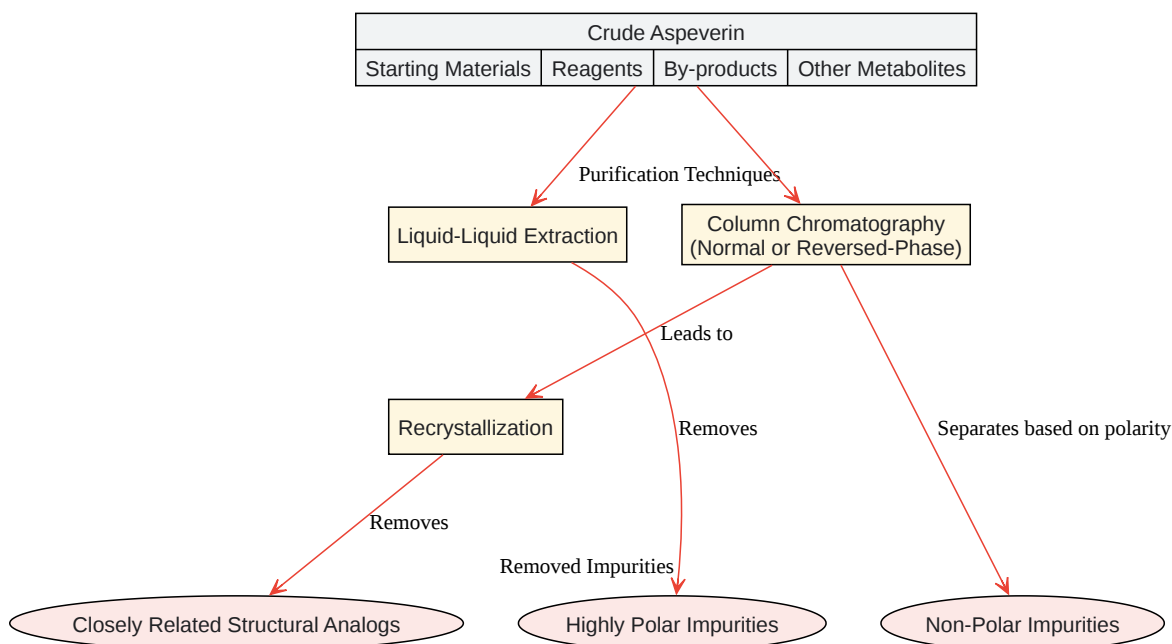 Crude Aspeverin
Starting Materials
Reagents
By-products
Other Metabolites
Purification Techniques
Liquid-Liquid Extraction
Column Chromatography
(Normal or Reversed-Phase)
Leads to
Recrystallization
Removes
Separates based on polarity
Removes
Removed Impurities
Closely Related Structural Analogs
Highly Polar Impurities
Non-Polar Impurities